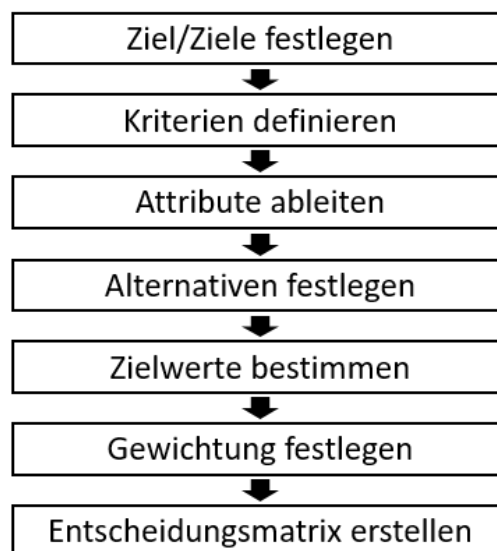 Ziel/Ziele festlegen
Kriterien definieren
Attribute ableiten
Alternativen festlegen
Zielwerte bestimmen
Gewichtung festlegen
Entscheidungsmatrix erstellen